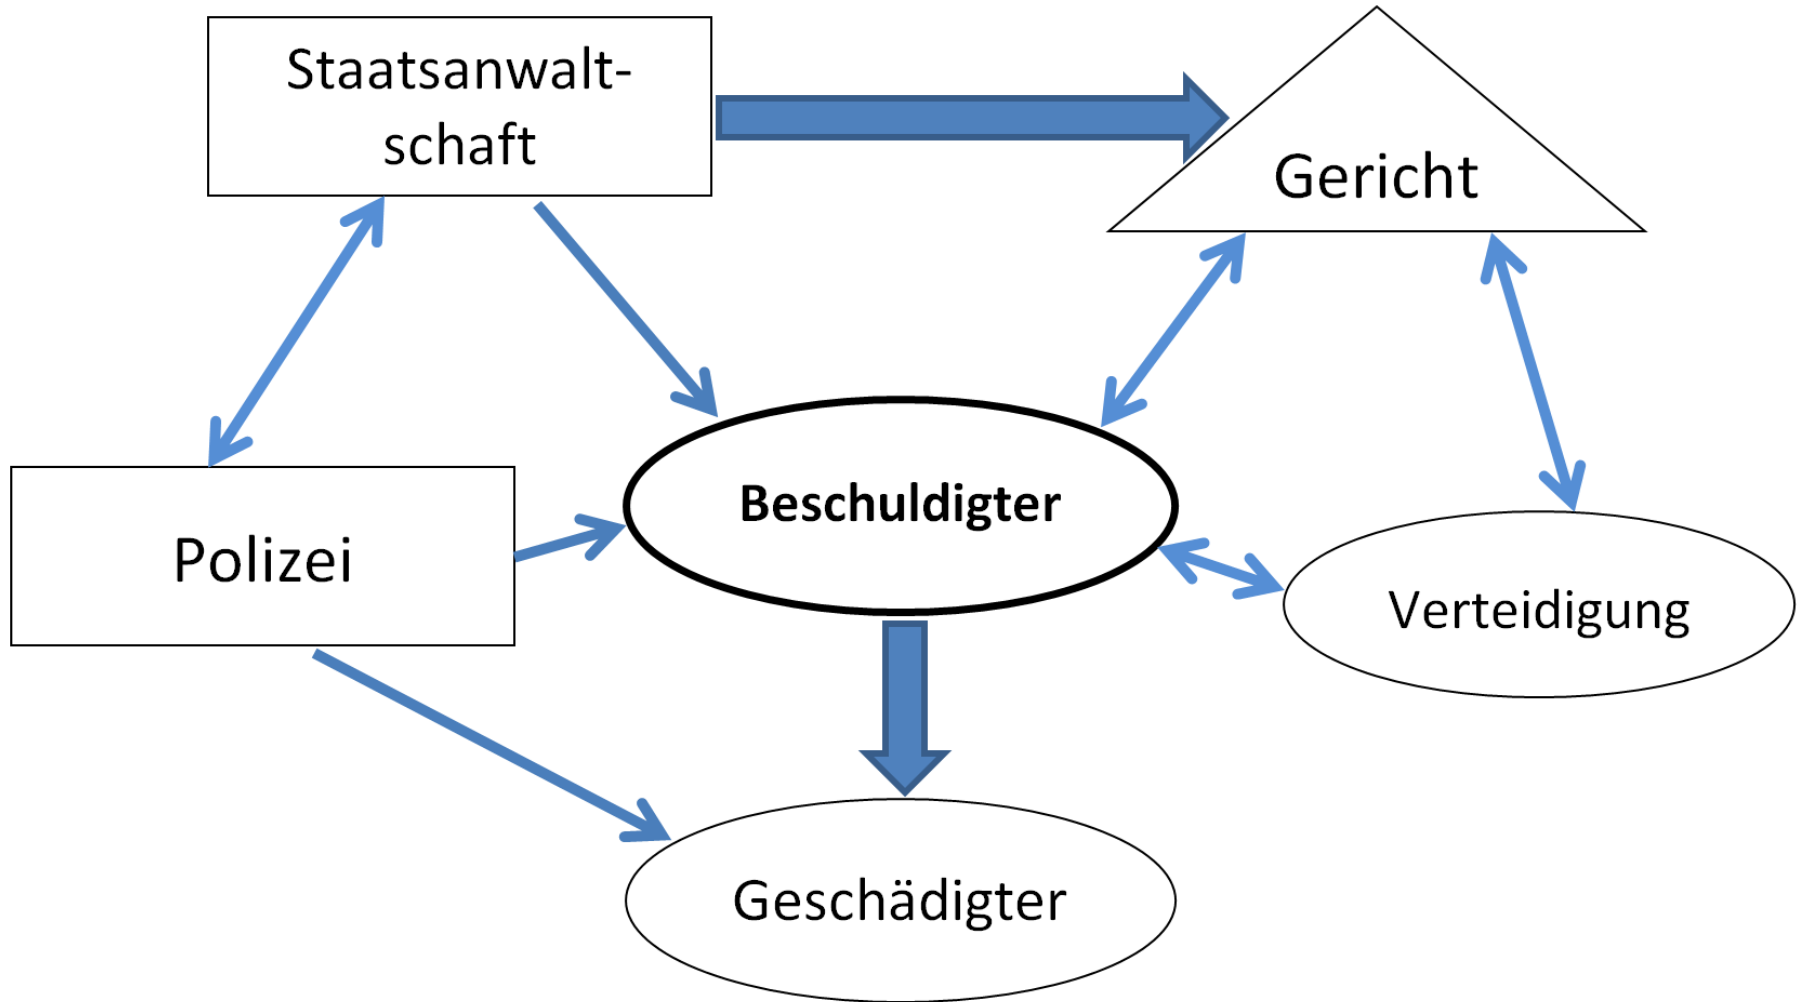 Staatsanwalt-
schaft
Gericht
Beschuldigter
Polizei
Verteidigung
Geschädigter